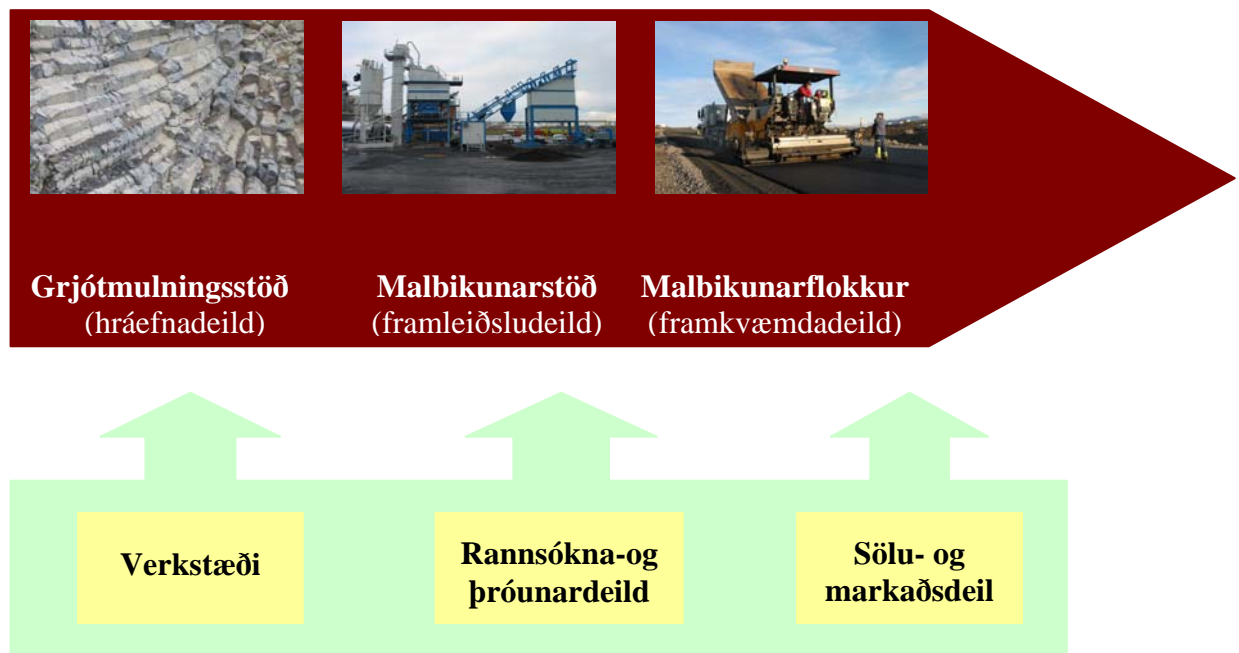 Grjótmulningsstöð
(hráefnadeild)
Malbikunarstöð
(framleiðsludeild)
Malbikunarflokkur
(framkvæmdadeild)
Verkstæði
Rannsókna-og
þróunardeild
Sölu- og
markaðsdeil